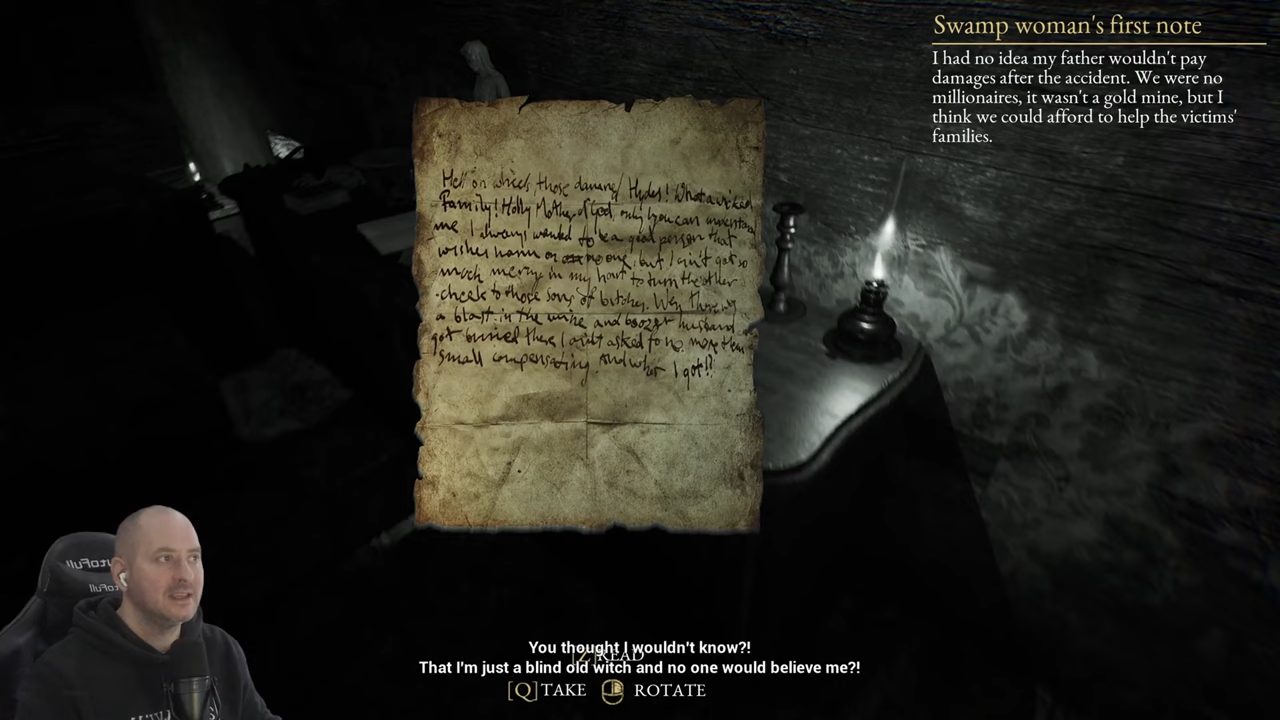 Swamp woman's first note
I had no idea my father wouldn't pay
damages after the accident. We were no
millionaires, it wasn't a gold mine, but I
think we could afford to help the victims'
families.
Hell on wheels those damned Hydes! What a wicked
Family! Holly Mother of God, only you can understand
me. I always wanted to be a good person that
wishes harm on no one, but I ain't got so
much mercy in my heart to turn the other
cheek to those sons of bitches. When there was
a blast in the mine and husband
got buried there I ain't asked for no more than
small compensating. And what I got!?
AutoFull
AutoFull
You thought I wouldn't know?!
[Z] READ
That I'm just a blind old witch and no one would believe me?!
[Q] TAKE ROTATE